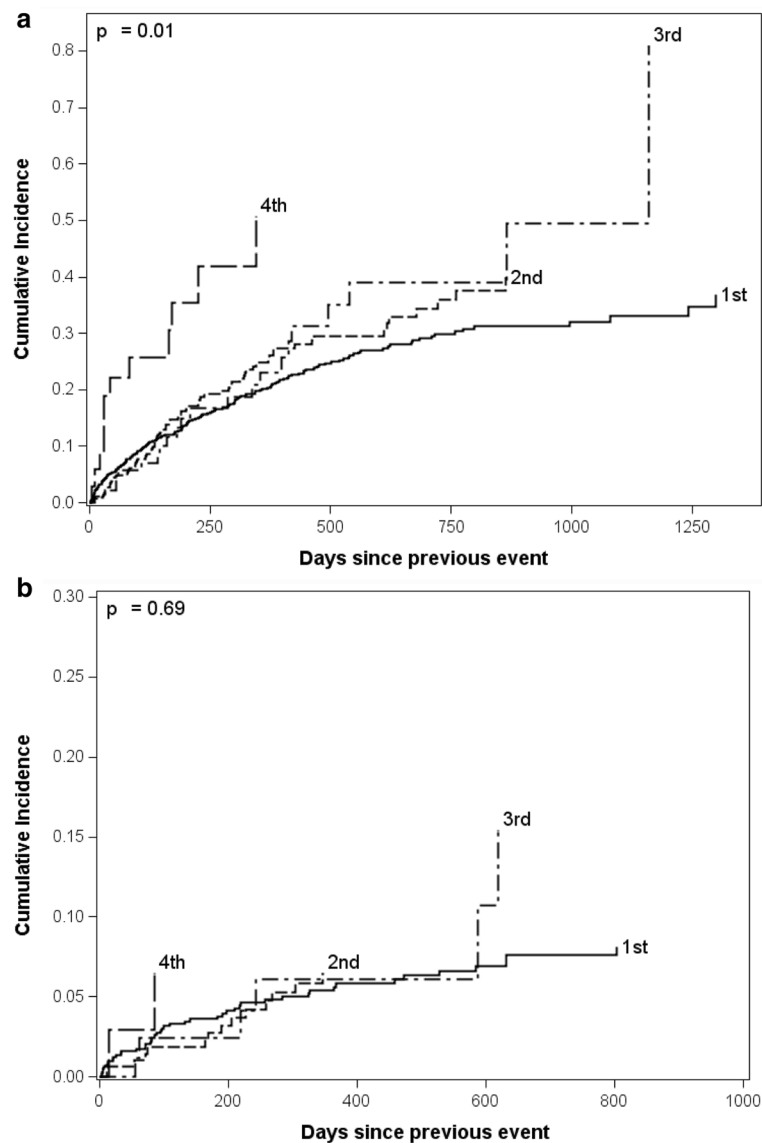 a
p = 0.01
0.8
0.7
0.6
0.5
0.4
0.3
0.2
0.1
0.0
Cumulative Incidence
3rd
4th
2nd
1st
0 250 500 750 1000 1250
Days since previous event
b
p = 0.69
0.30
0.25
0.20
0.15
0.10
0.05
0.00
Cumulative Incidence
3rd
4th
2nd
1st
0 200 400 600 800 1000
Days since previous event